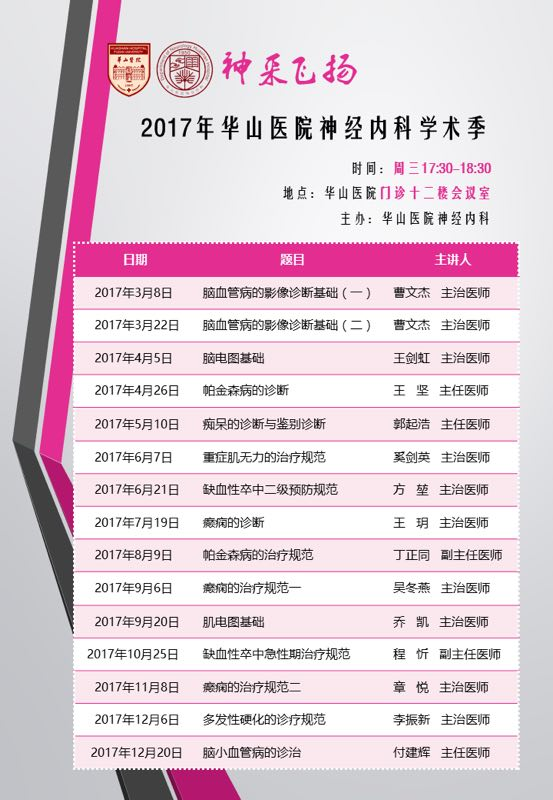 HUASHAN HOSPITAL
FUDAN UNIVERSITY
华山医院
1907
神采飞扬
2017年华山医院神经内科学术季
时间：周三17:30-18:30
地点：华山医院门诊十二楼会议室
主办：华山医院神经内科
日期 题目 主讲人
2017年3月8日 脑血管病的影像诊断基础（一） 曹文杰 主治医师
2017年3月22日 脑血管病的影像诊断基础（二） 曹文杰 主治医师
2017年4月5日 脑电图基础 王剑虹 主治医师
2017年4月26日 帕金森病的诊断 王 坚 主任医师
2017年5月10日 痴呆的诊断与鉴别诊断 郭起浩 主任医师
2017年6月7日 重症肌无力的治疗规范 奚剑英 主治医师
2017年6月21日 缺血性卒中二级预防规范 方 堃 主治医师
2017年7月19日 癫痫的诊断 王 玥 主治医师
2017年8月9日 帕金森病的治疗规范 丁正同 副主任医师
2017年9月6日 癫痫的治疗规范一 吴冬燕 主治医师
2017年9月20日 肌电图基础 乔 凯 主治医师
2017年10月25日 缺血性卒中急性期治疗规范 程 忻 副主任医师
2017年11月8日 癫痫的治疗规范二 章 悦 主治医师
2017年12月6日 多发性硬化的诊疗规范 李振新 主治医师
2017年12月20日 脑小血管病的诊治 付建辉 主任医师